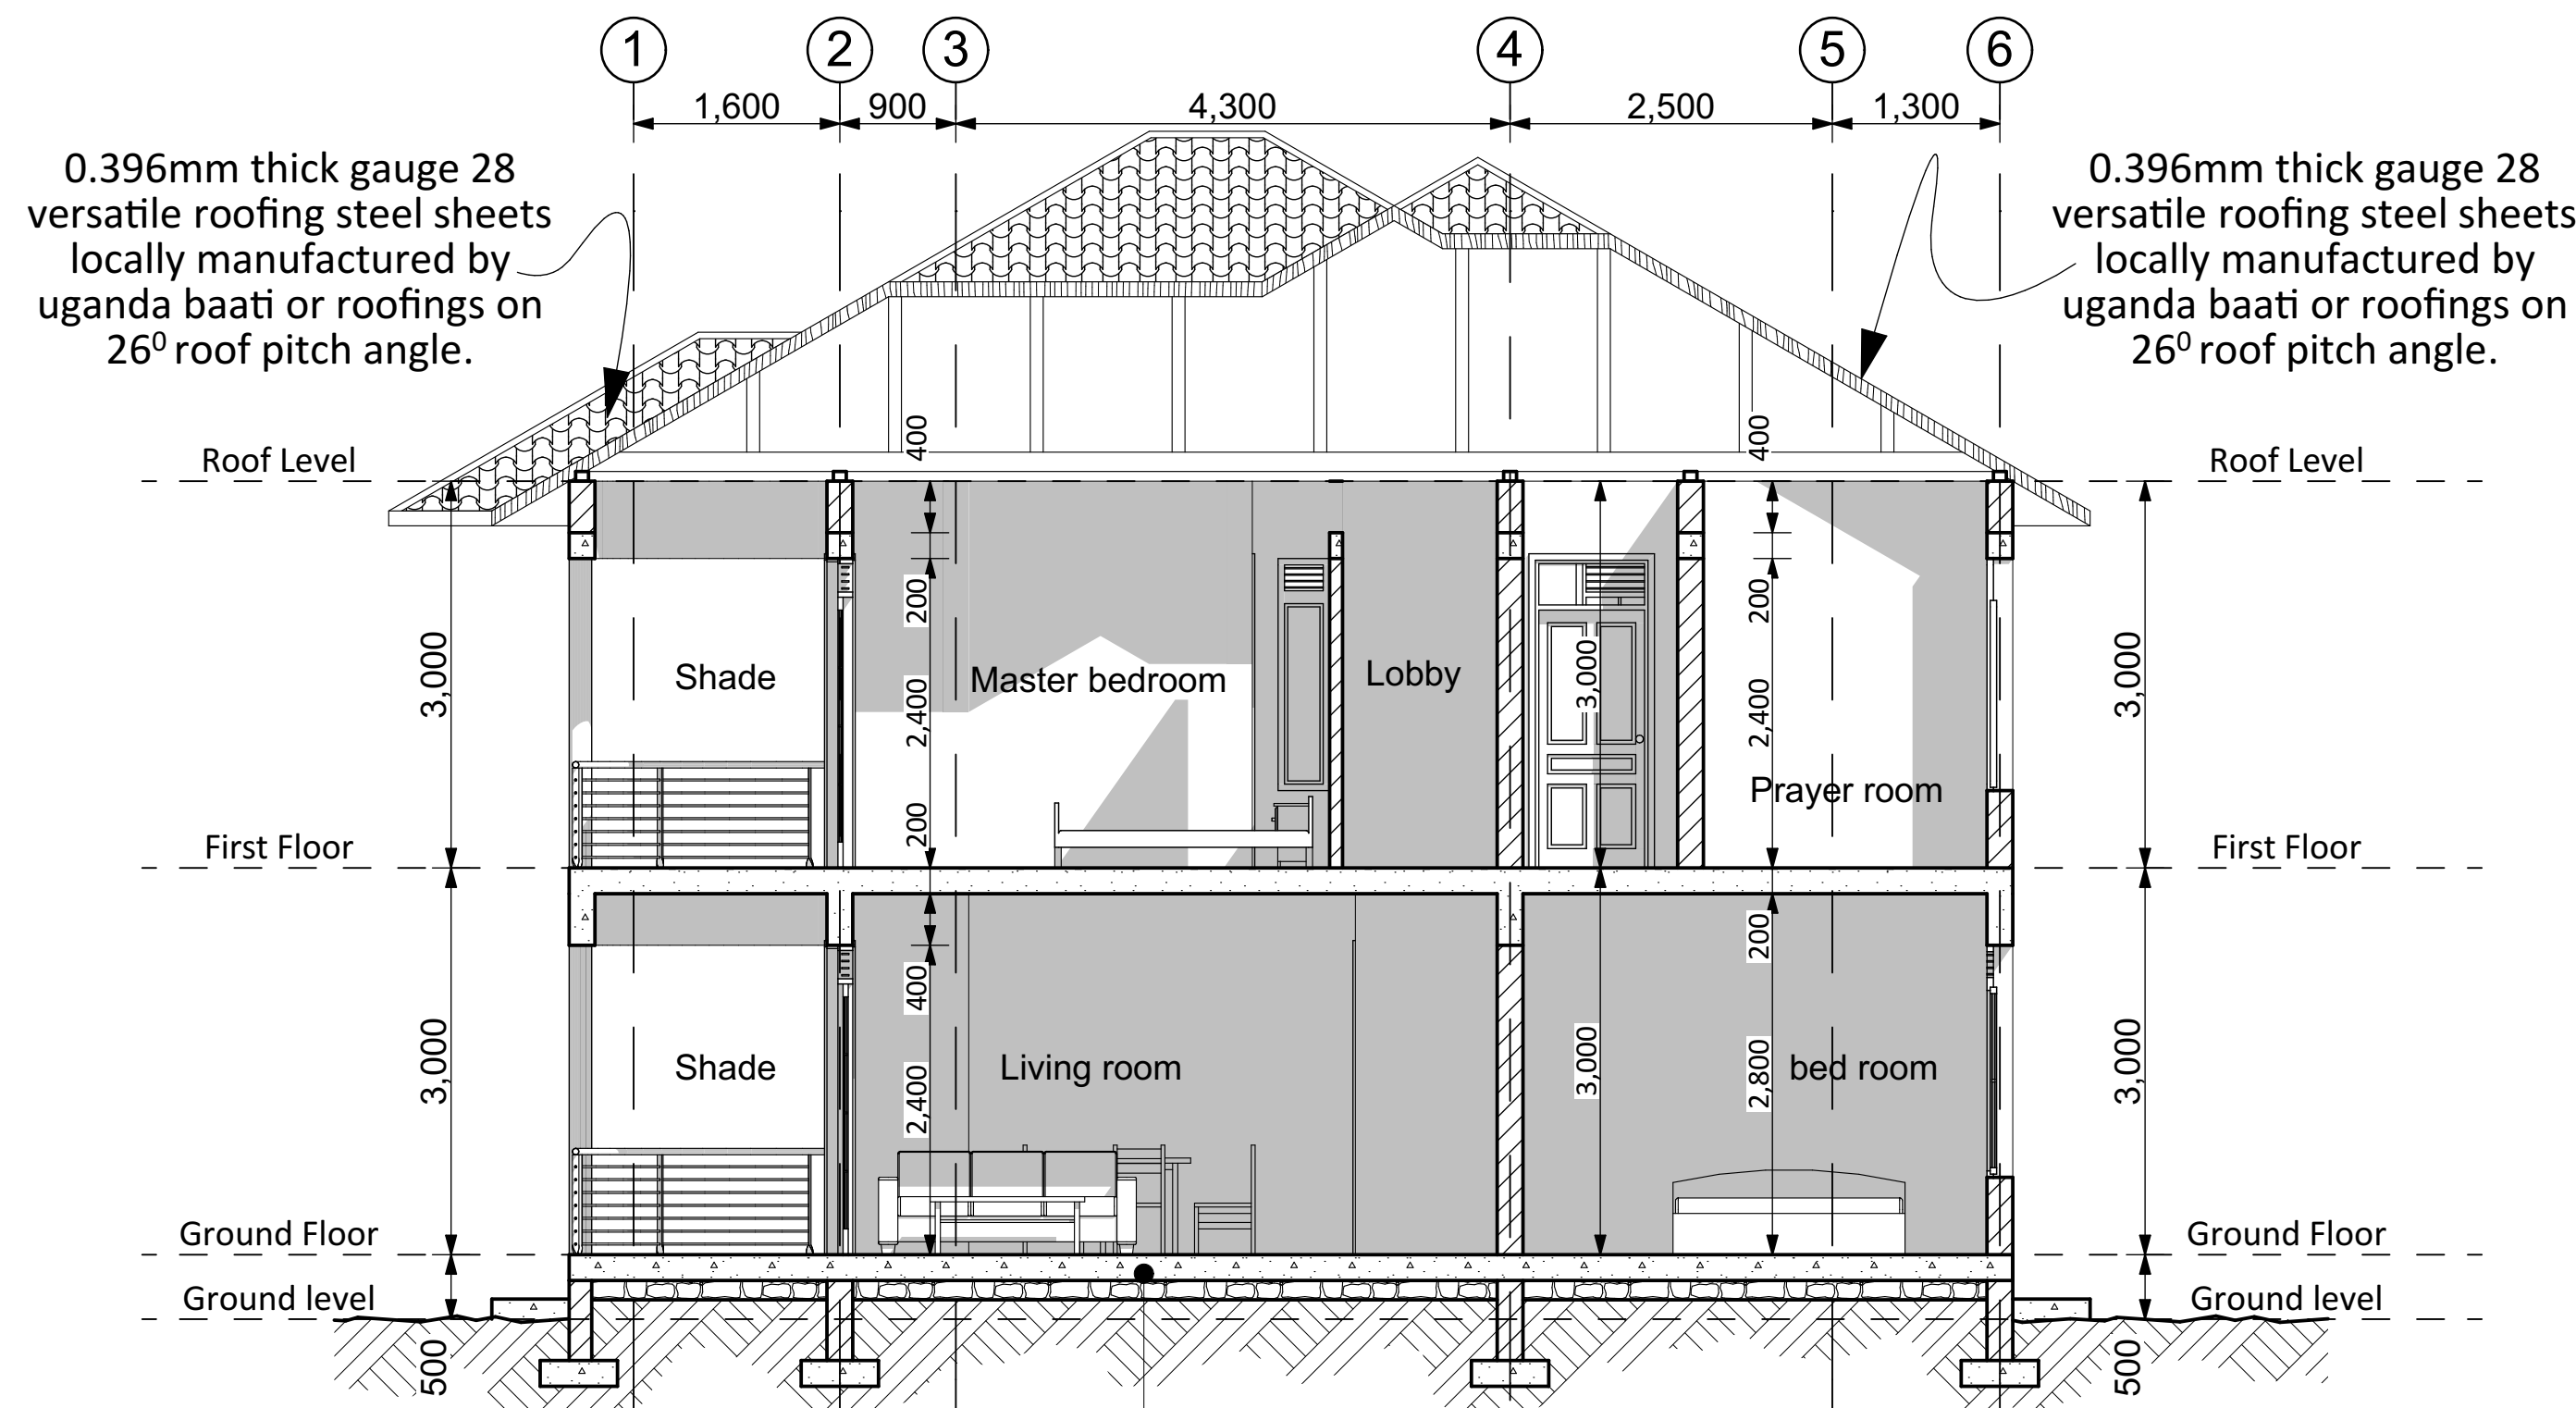 1 2 3 4 5 6
1,600 900 4,300 2,500 1,300
0.396mm thick gauge 28
versatile roofing steel sheets
locally manufactured by
uganda baati or roofings on
26⁰ roof pitch angle.
0.396mm thick gauge 28
versatile roofing steel sheets
locally manufactured by
uganda baati or roofings on
26⁰ roof pitch angle.
400 400
Roof Level Roof Level
200 200
3,000 3,000 3,000
Shade Master bedroom Lobby
2,400 2,400
Prayer room
200
First Floor First Floor
200
400
3,000 3,000 3,000
Shade Living room bed room
2,400 2,800
Ground Floor Ground Floor
Ground level Ground level
500 500